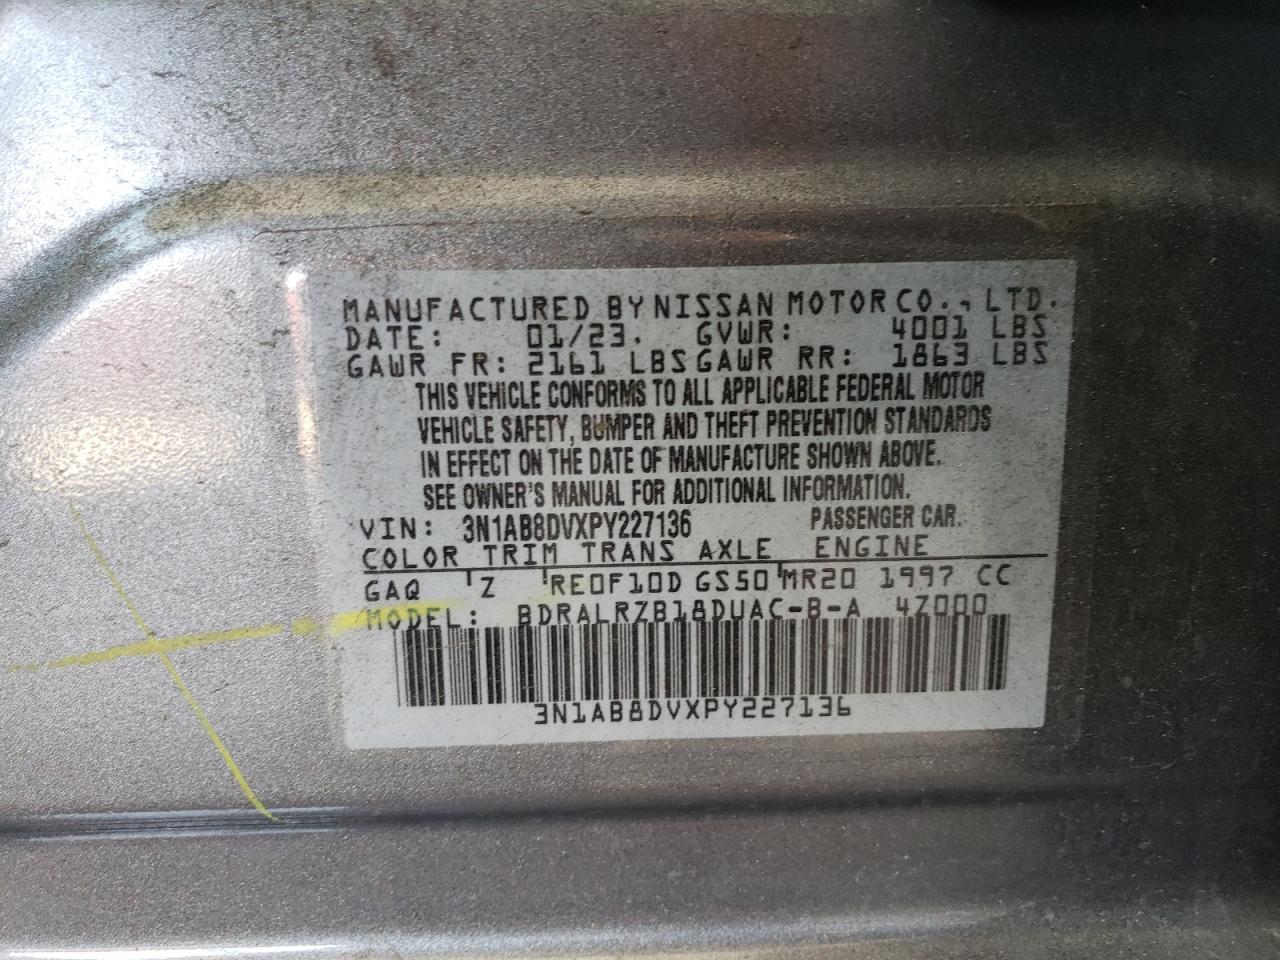 MANUFACTURED BY NISSAN MOTOR CO., LTD.
DATE: 01/23. GVWR: 4001 LBS
GAWR FR: 2161 LBS GAWR RR: 1863 LBS
THIS VEHICLE CONFORMS TO ALL APPLICABLE FEDERAL MOTOR
VEHICLE SAFETY, BUMPER AND THEFT PREVENTION STANDARDS
IN EFFECT ON THE DATE OF MANUFACTURE SHOWN ABOVE.
SEE OWNER'S MANUAL FOR ADDITIONAL INFORMATION.
VIN: 3N1AB8DVXPY227136 PASSENGER CAR.
COLOR TRIM TRANS AXLE ENGINE
GAQ Z RE0F10D GS50 MR20 1997 CC
MODEL: BDRALRZB18DUAC-B-A 4Z000
3N1AB8DVXPY227136